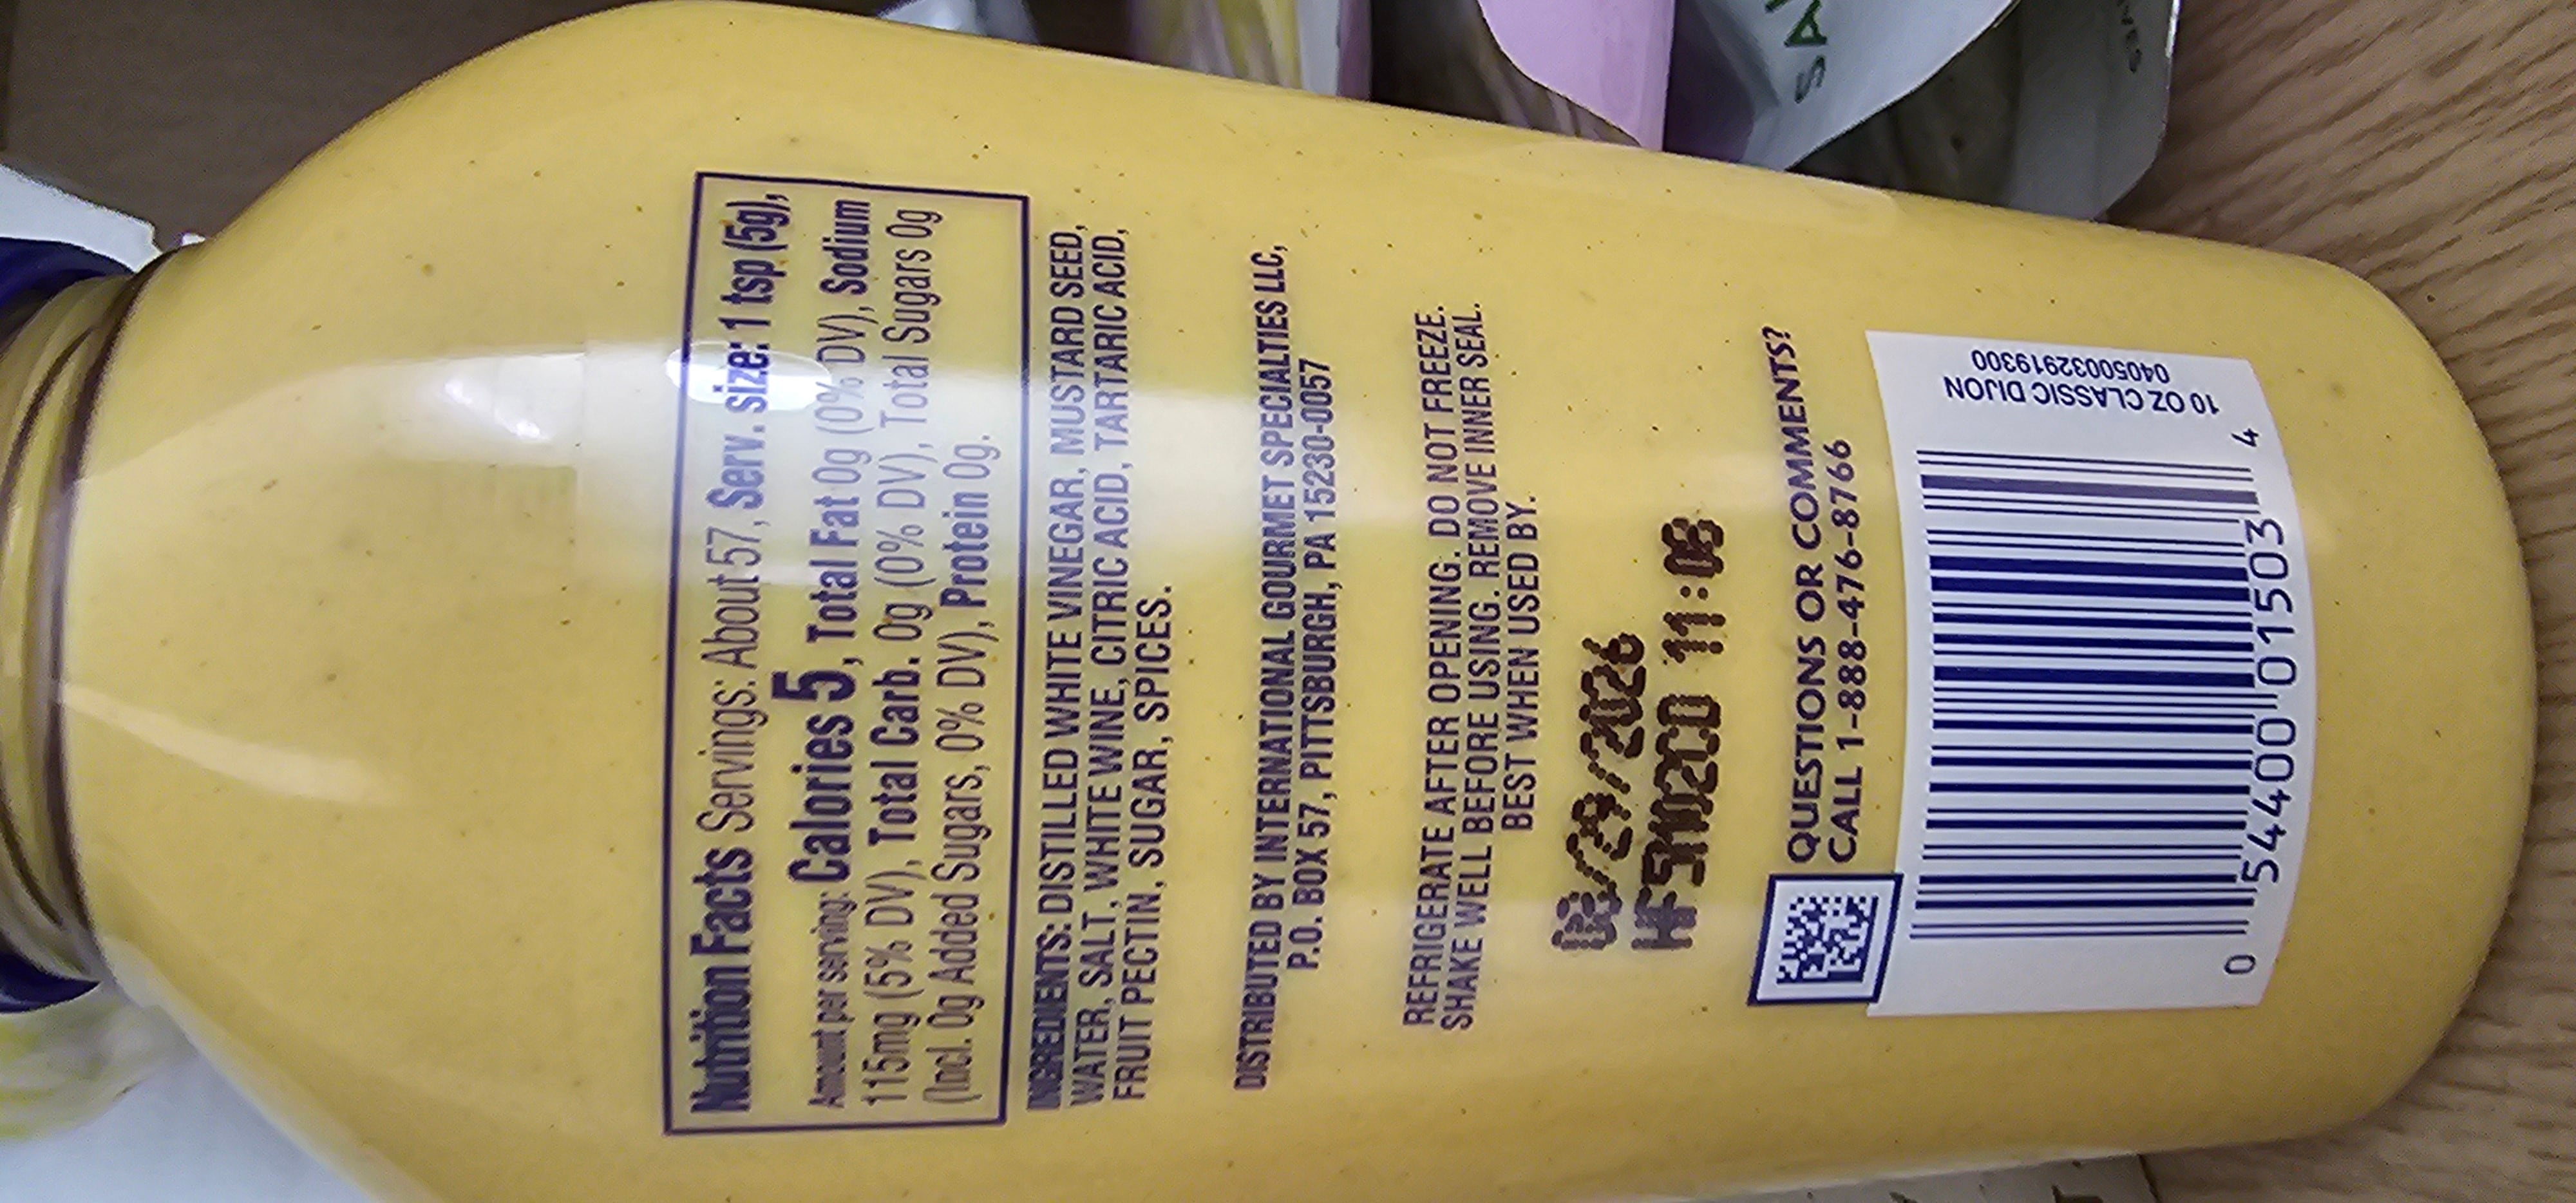 Nutrition Facts Servings: About 57, Serv. size: 1 tsp (5g),
Amount per serving: Calories 5, Total Fat 0g (0% DV), Sodium
115mg (5% DV), Total Carb. 0g (0% DV), Total Sugars 0g
(Incl. 0g Added Sugars, 0% DV), Protein 0g.
INGREDIENTS: DISTILLED WHITE VINEGAR, MUSTARD SEED,
WATER, SALT, WHITE WINE, CITRIC ACID, TARTARIC ACID,
FRUIT PECTIN, SUGAR, SPICES.
DISTRIBUTED BY INTERNATIONAL GOURMET SPECIALTIES LLC,
P.O. BOX 57, PITTSBURGH, PA 15230-0057
REFRIGERATE AFTER OPENING. DO NOT FREEZE.
SHAKE WELL BEFORE USING. REMOVE INNER SEAL.
BEST WHEN USED BY.
11:08
QUESTIONS OR COMMENTS?
CALL 1-888-476-8766
10 OZ CLASSIC DIJON
04050032919300
0 54400 01503 4